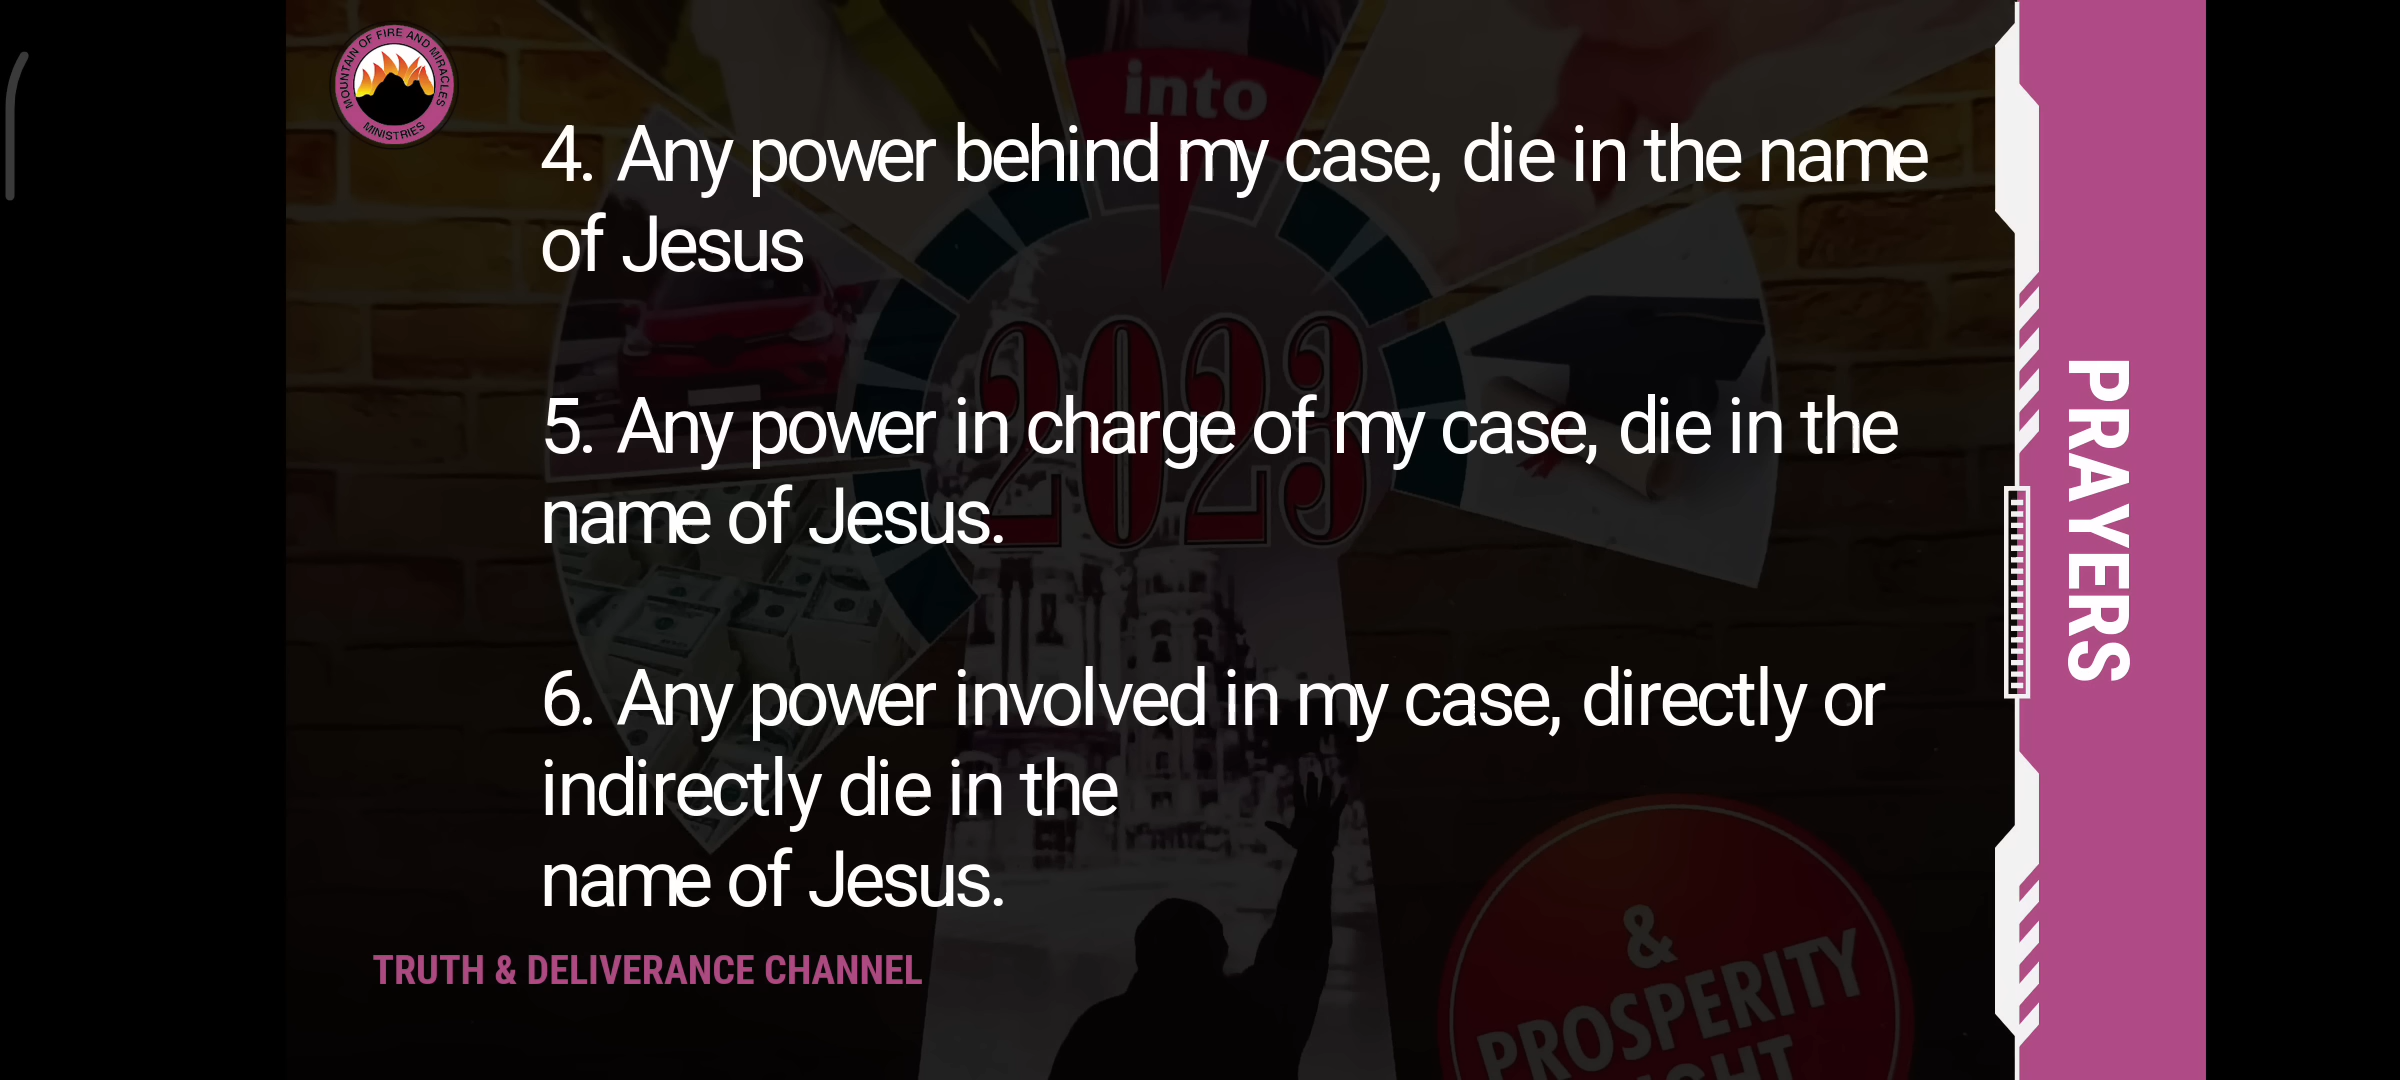 MOUNTAIN OF FIRE AND MIRACLES
MINISTRIES
into
4. Any power behind my case, die in the name
of Jesus
2023
5. Any power in charge of my case, die in the
name of Jesus.
6. Any power involved in my case, directly or
indirectly die in the
name of Jesus.
TRUTH & DELIVERANCE CHANNEL
&
PROSPERITY
PRAYERS